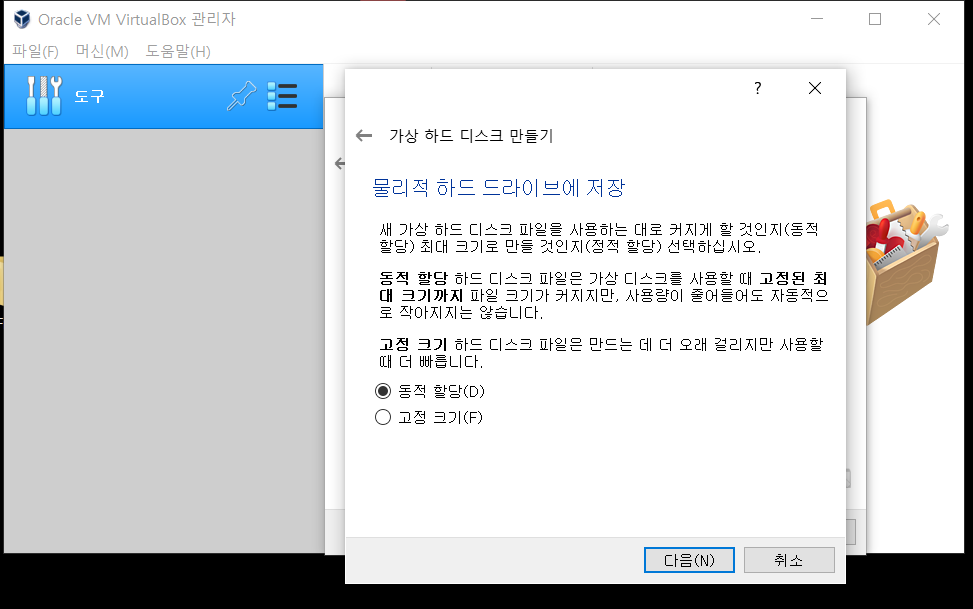 Oracle VM VirtualBox 관리자
파일(F) 머신(M) 도움말(H)
도구
?
가상 하드 디스크 만들기
물리적 하드 드라이브에 저장
새 가상 하드 디스크 파일을 사용하는 대로 커지게 할 것인지(동적
할당) 최대 크기로 만들 것인지(정적 할당) 선택하십시오.
동적 할당 하드 디스크 파일은 가상 디스크를 사용할 때 고정된 최
대 크기까지 파일 크기가 커지지만, 사용량이 줄어들어도 자동적으
로 작아지지는 않습니다.
고정 크기 하드 디스크 파일은 만드는 데 더 오래 걸리지만 사용할
때 더 빠릅니다.
동적 할당(D)
고정 크기(F)
다음(N) 취소